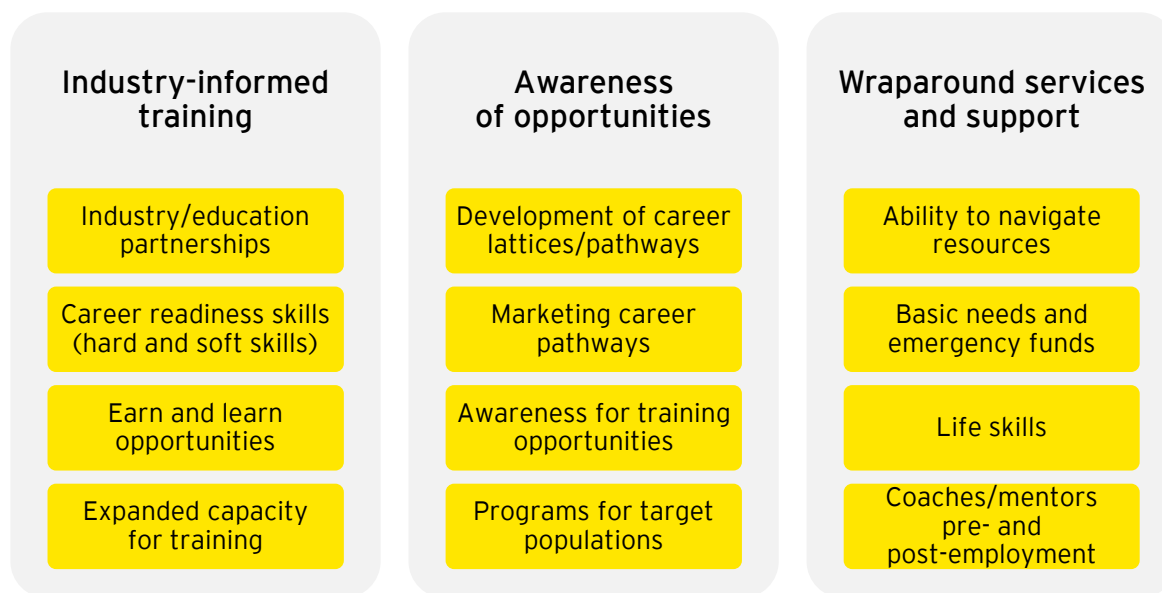 Industry-informed
training
Industry/education
partnerships
Career readiness skills
(hard and soft skills)
Earn and learn
opportunities
Expanded capacity
for training
Awareness
of opportunities
Development of career
lattices/pathways
Marketing career
pathways
Awareness for training
opportunities
Programs for target
populations
Wraparound services
and support
Ability to navigate
resources
Basic needs and
emergency funds
Life skills
Coaches/mentors
pre- and
post-employment